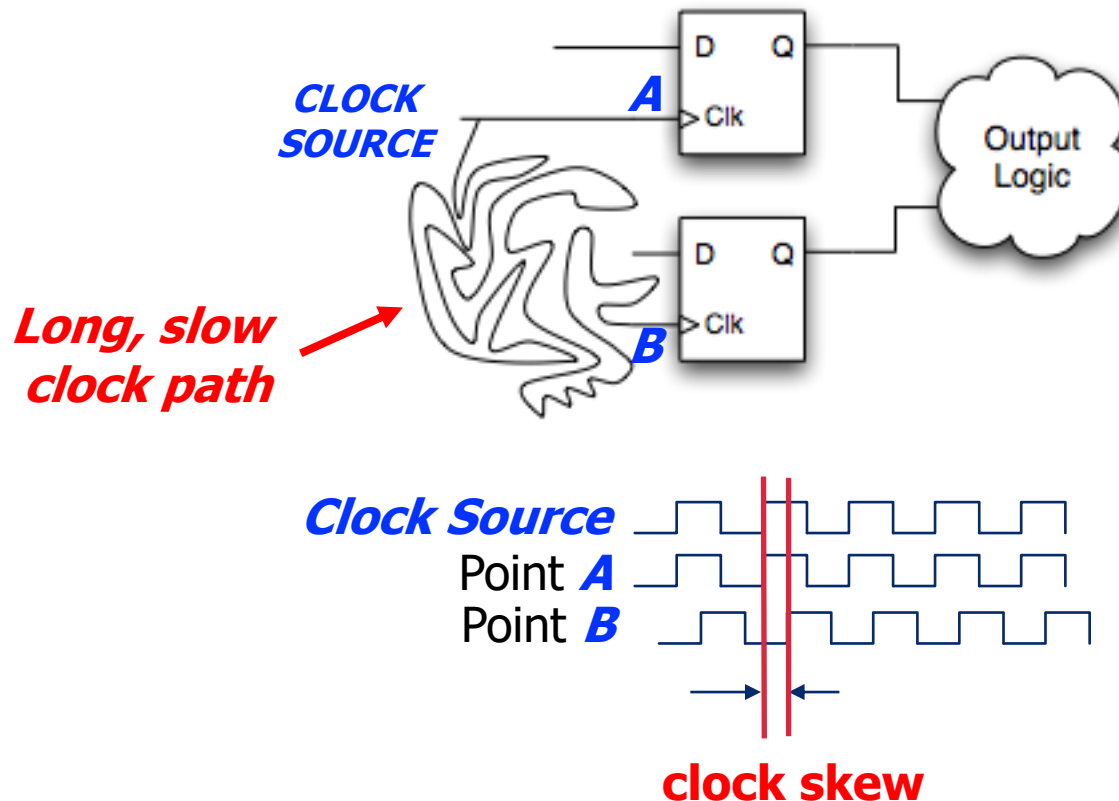 D Q
CLOCK
SOURCE
A
Clk
Output
Logic
D Q
Long, slow
clock path
Clk
B
Clock Source
Point A
Point B
clock skew